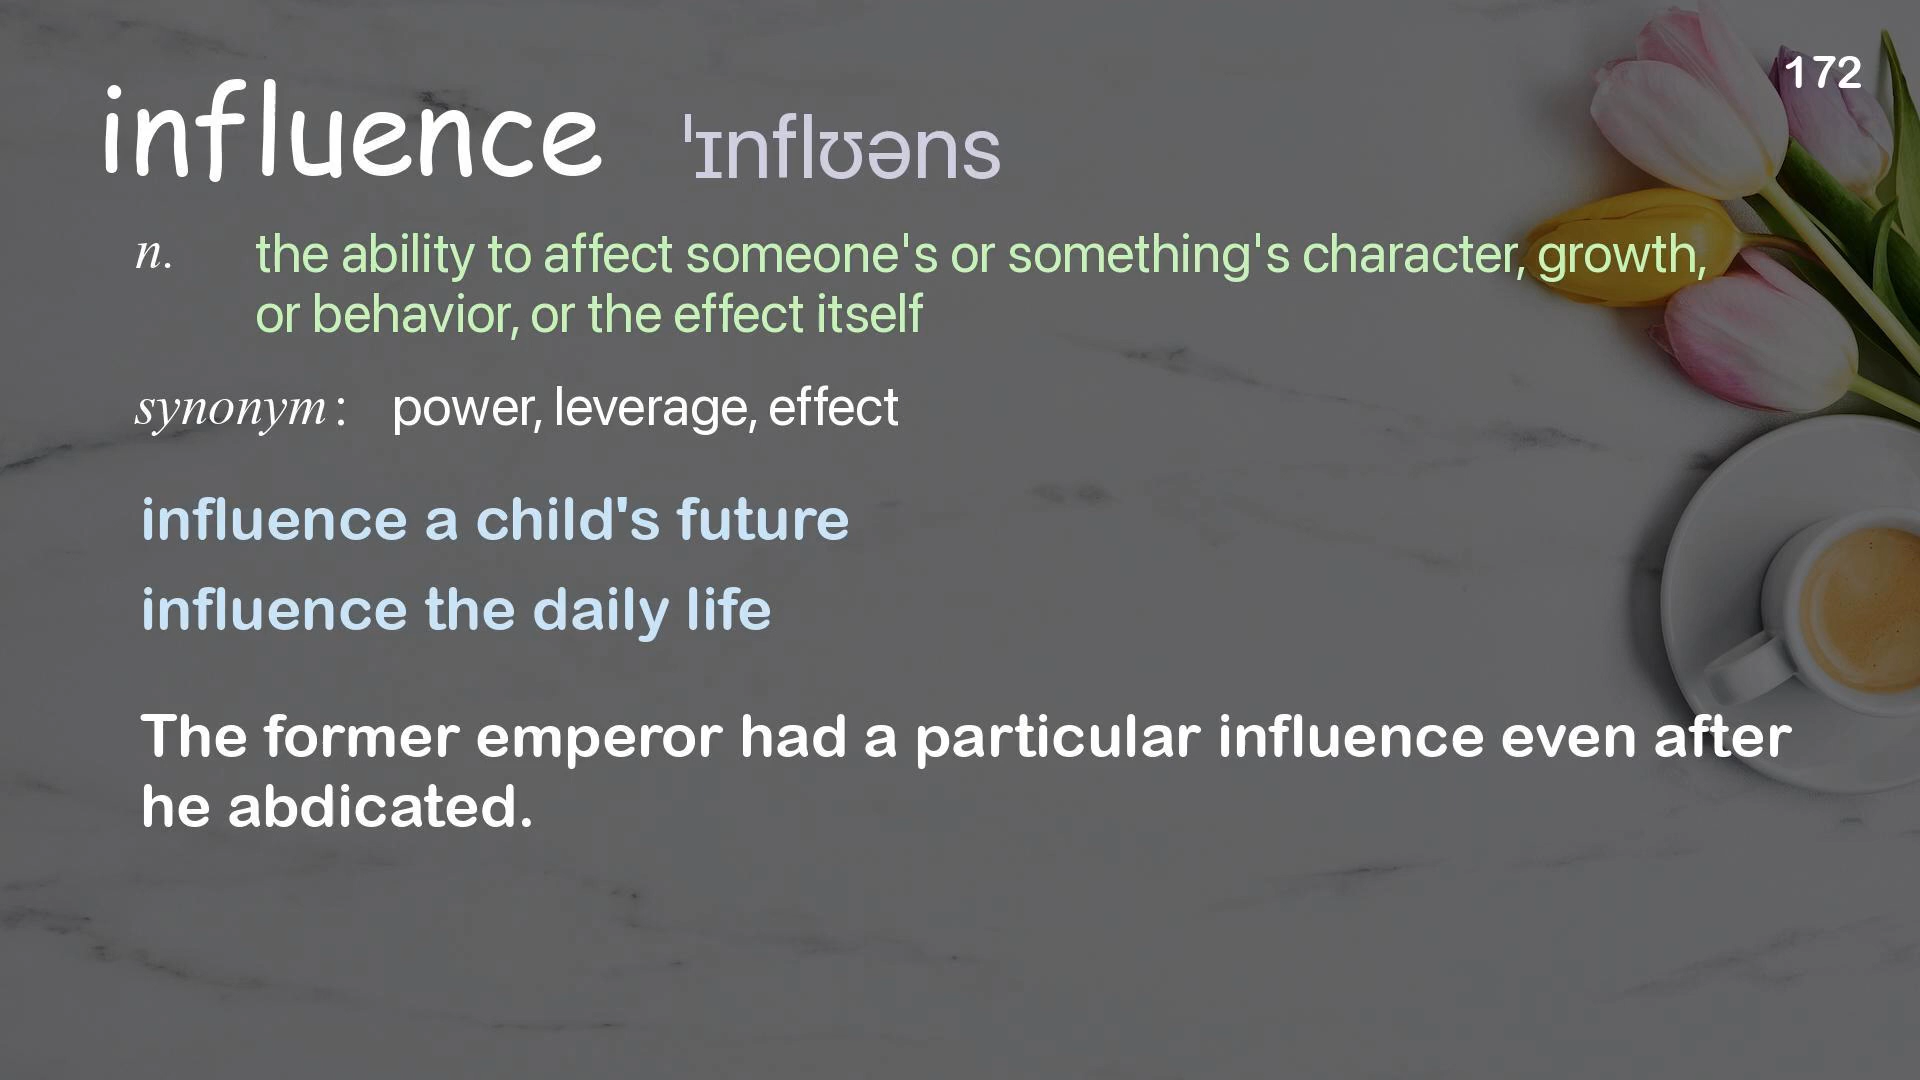 172
influence ˈɪnflʊəns
n. the ability to affect someone's or something's character, growth,
or behavior, or the effect itself
synonym: power, leverage, effect
influence a child's future
influence the daily life
The former emperor had a particular influence even after
he abdicated.